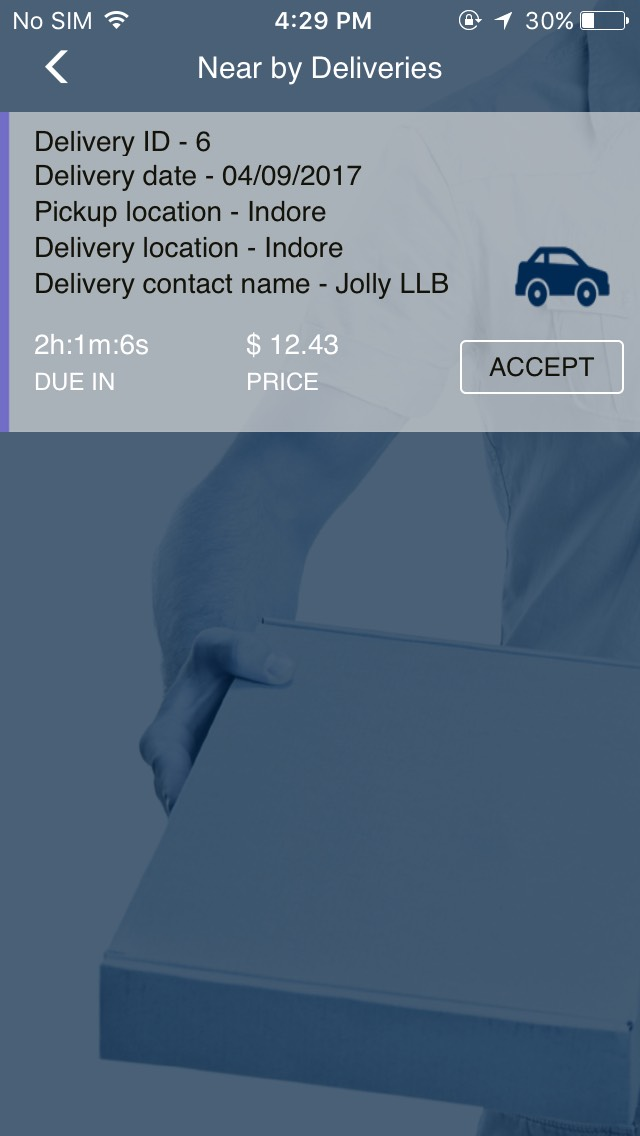 No SIM 4:29 PM 30%
Near by Deliveries
Delivery ID - 6
Delivery date - 04/09/2017
Pickup location - Indore
Delivery location - Indore
Delivery contact name - Jolly LLB
2h:1m:6s $ 12.43
DUE IN PRICE
ACCEPT